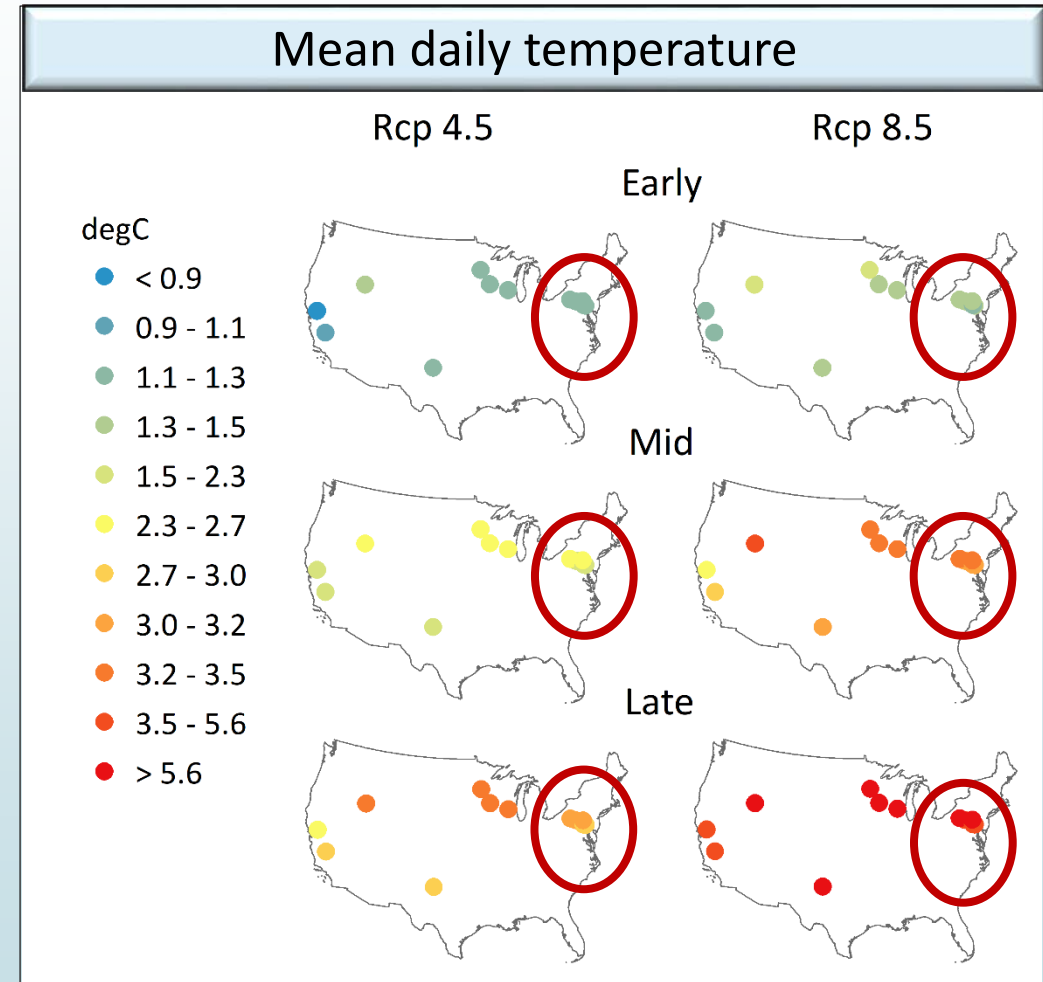 Mean daily temperature
Rcp 4.5
Rcp 8.5
Early
degC
< 0.9
0.9 - 1.1
1.1 - 1.3
1.3 - 1.5
1.5 - 2.3
2.3 - 2.7
2.7 - 3.0
3.0 - 3.2
3.2 - 3.5
3.5 - 5.6
> 5.6
Mid
Late